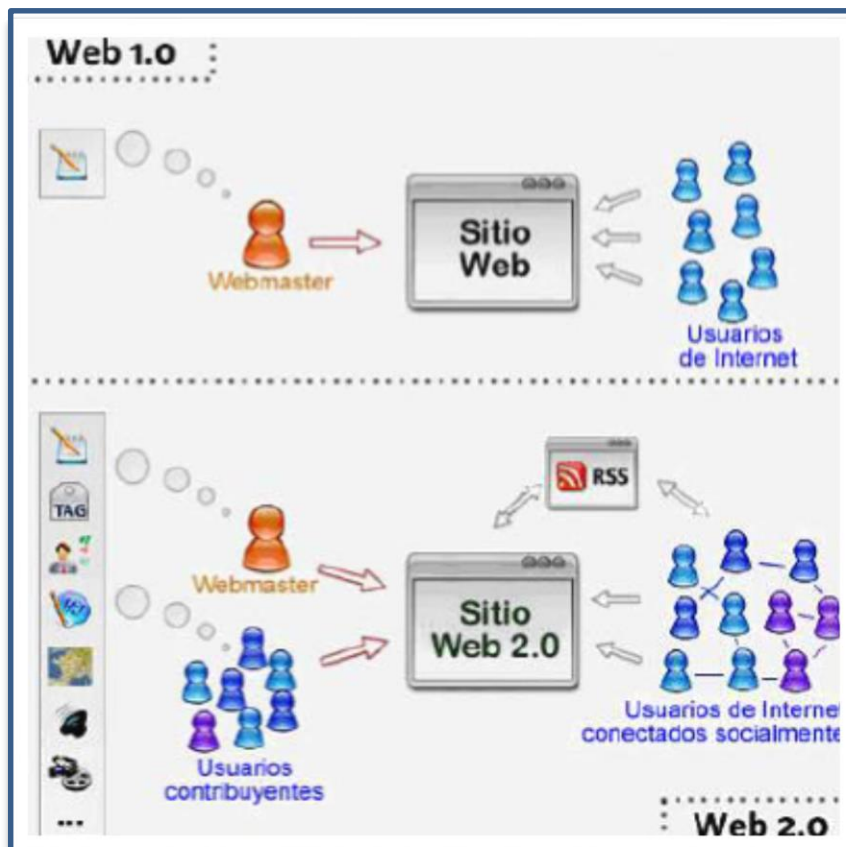 Web 1.0
Webmaster
Sitio
Web
Usuarios
de Internet
TAG
RSS
Webmaster
Sitio
Web 2.0
Usuarios
contribuyentes
Usuarios de Internet
conectados socialmente
...
Web 2.0